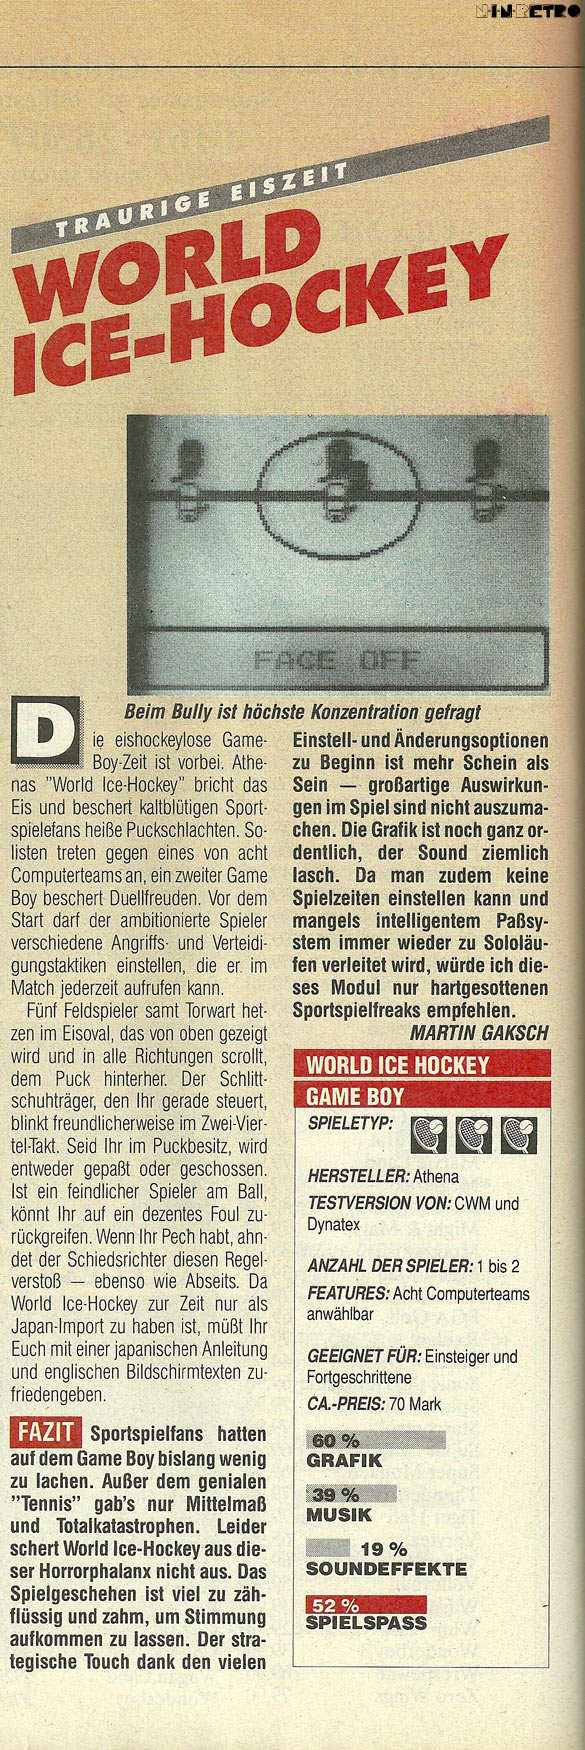 N-I-N-RETRO
TRAURIGE EISZEIT
WORLD
ICE-HOCKEY
FACE OFF
Beim Bully ist höchste Konzentration gefragt
Die eishockeylose Game-
Boy-Zeit ist vorbei. Athe-
nas "World Ice-Hockey" bricht das
Eis und beschert kaltblütigen Sport-
spielefans heiße Puckschlachten. So-
listen treten gegen eines von acht
Computerteams an, ein zweiter Game
Boy beschert Duellfreuden. Vor dem
Start darf der ambitionierte Spieler
verschiedene Angriffs- und Verteidi-
gungstaktiken einstellen, die er im
Match jederzeit aufrufen kann.
Fünf Feldspieler samt Torwart het-
zen im Eisoval, das von oben gezeigt
wird und in alle Richtungen scrollt,
dem Puck hinterher. Der Schlitt-
schuhträger, den Ihr gerade steuert,
blinkt freundlicherweise im Zwei-Vier-
tel-Takt. Seid Ihr im Puckbesitz, wird
entweder gepaßt oder geschossen.
Ist ein feindlicher Spieler am Ball,
könnt Ihr auf ein dezentes Foul zu-
rückgreifen. Wenn Ihr Pech habt, ahn-
det der Schiedsrichter diesen Regel-
verstoß — ebenso wie Abseits. Da
World Ice-Hockey zur Zeit nur als
Japan-Import zu haben ist, müßt Ihr
Euch mit einer japanischen Anleitung
und englischen Bildschirmtexten zu-
friedengeben.
FAZIT Sportspielfans hatten
auf dem Game Boy bislang wenig
zu lachen. Außer dem genialen
"Tennis" gab's nur Mittelmaß
und Totalkatastrophen. Leider
schert World Ice-Hockey aus die-
ser Horrorphalanx nicht aus. Das
Spielgeschehen ist viel zu zäh-
flüssig und zahm, um Stimmung
aufkommen zu lassen. Der stra-
tegische Touch dank den vielen
Einstell- und Änderungsoptionen
zu Beginn ist mehr Schein als
Sein — großartige Auswirkun-
gen im Spiel sind nicht auszuma-
chen. Die Grafik ist noch ganz or-
dentlich, der Sound ziemlich
lasch. Da man zudem keine
Spielzeiten einstellen kann und
mangels intelligentem Paßsy-
stem immer wieder zu Sololäu-
fen verleitet wird, würde ich die-
ses Modul nur hartgesottenen
Sportspielfreaks empfehlen.
MARTIN GAKSCH
WORLD ICE HOCKEY
GAME BOY
SPIELETYP:
HERSTELLER: Athena
TESTVERSION VON: CWM und
Dynatex
ANZAHL DER SPIELER: 1 bis 2
FEATURES: Acht Computerteams
anwählbar
GEEIGNET FÜR: Einsteiger und
Fortgeschrittene
CA.-PREIS: 70 Mark
60 %
GRAFIK
39 %
MUSIK
19 %
SOUNDEFFEKTE
52 %
SPIELSPASS